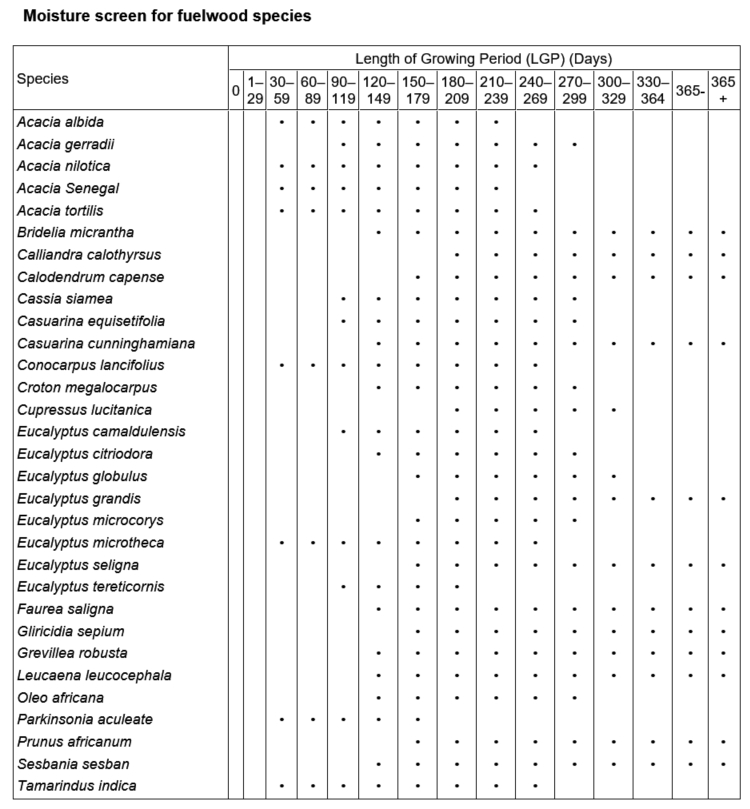 Moisture screen for fuelwood species
Length of Growing Period (LGP) (Days)
Species
0 1–29 30–59 60–89 90–119 120–149 150–179 180–209 210–239 240–269 270–299 300–329 330–364 365- 365+
Acacia albida • • • • • • •
Acacia gerradii • • • • • • •
Acacia nilotica • • • • • • • •
Acacia Senegal • • • • • • •
Acacia tortilis • • • • • • • •
Bridelia micrantha • • • • • • • • • •
Calliandra calothyrsus • • • • • • • •
Calodendrum capense • • • • • • • • •
Cassia siamea • • • • • • •
Casuarina equisetifolia • • • • • • •
Casuarina cunninghamiana • • • • • • • • • •
Conocarpus lancifolius • • • • • • • •
Croton megalocarpus • • • • • •
Cupressus lucitanica • • • • •
Eucalyptus camaldulensis • • • • • •
Eucalyptus citriodora • • • • • •
Eucalyptus globulus • • • • • •
Eucalyptus grandis • • • • • • • •
Eucalyptus microcorys • • • • •
Eucalyptus microtheca • • • • • • • •
Eucalyptus seligna • • • • • • • • •
Eucalyptus tereticornis • • • •
Faurea saligna • • • • • • • • • •
Gliricidia sepium • • • • • • • • •
Grevillea robusta • • • • • • • • • •
Leucaena leucocephala • • • • • • • • • •
Oleo africana • • • • • •
Parkinsonia aculeate • • • • •
Prunus africanum • • • • • • • • •
Sesbania sesban • • • • • • • • • •
Tamarindus indica • • • • • • • •